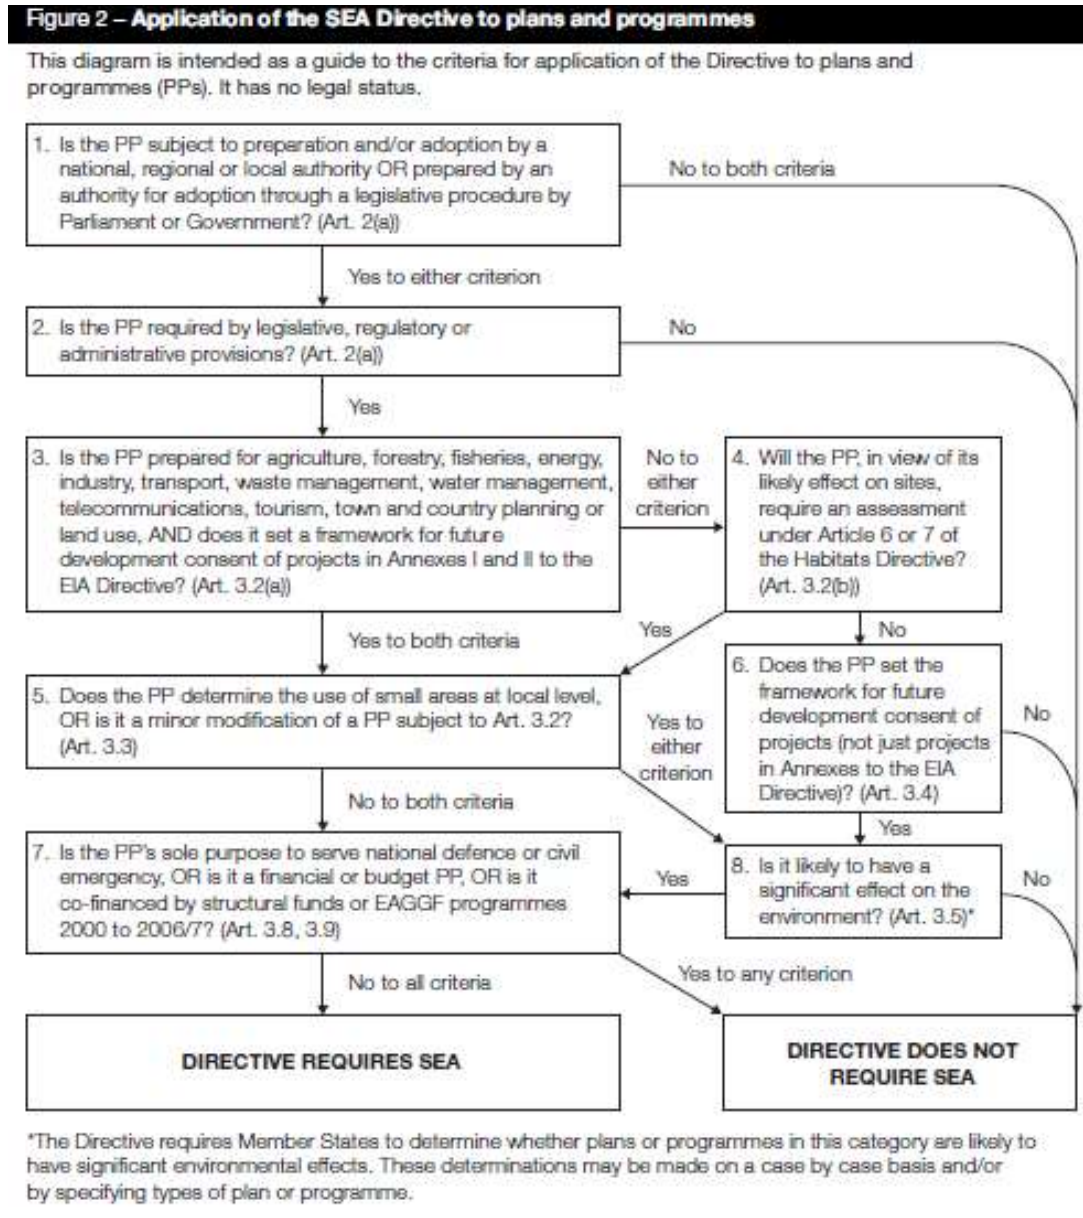 Figure 2 – Application of the SEA Directive to plans and programmes
This diagram is intended as a guide to the criteria for application of the Directive to plans and
programmes (PPs). It has no legal status.
1. Is the PP subject to preparation and/or adoption by a
national, regional or local authority OR prepared by an
authority for adoption through a legislative procedure by
Parliament or Government? (Art. 2(a))
No to both criteria
Yes to either criterion
2. Is the PP required by legislative, regulatory or
administrative provisions? (Art. 2(a))
No
Yes
3. Is the PP prepared for agriculture, forestry, fisheries, energy,
industry, transport, waste management, water management,
telecommunications, tourism, town and country planning or
land use, AND does it set a framework for future
development consent of projects in Annexes I and II to the
EIA Directive? (Art. 3.2(a))
No to
either
criterion
4. Will the PP, in view of its
likely effect on sites,
require an assessment
under Article 6 or 7 of
the Habitats Directive?
(Art. 3.2(b))
Yes to both criteria
Yes
No
5. Does the PP determine the use of small areas at local level,
OR is it a minor modification of a PP subject to Art. 3.2?
(Art. 3.3)
Yes to
either
criterion
6. Does the PP set the
framework for future
development consent of
projects (not just projects
in Annexes to the EIA
Directive)? (Art. 3.4)
No
No to both criteria
Yes
7. Is the PP's sole purpose to serve national defence or civil
emergency, OR is it a financial or budget PP, OR is it
co-financed by structural funds or EAGGF programmes
2000 to 2006/7? (Art. 3.8, 3.9)
Yes
8. Is it likely to have a
significant effect on the
environment? (Art. 3.5)*
No
No to all criteria
Yes to any criterion
DIRECTIVE REQUIRES SEA
DIRECTIVE DOES NOT
REQUIRE SEA
*The Directive requires Member States to determine whether plans or programmes in this category are likely to
have significant environmental effects. These determinations may be made on a case by case basis and/or
by specifying types of plan or programme.